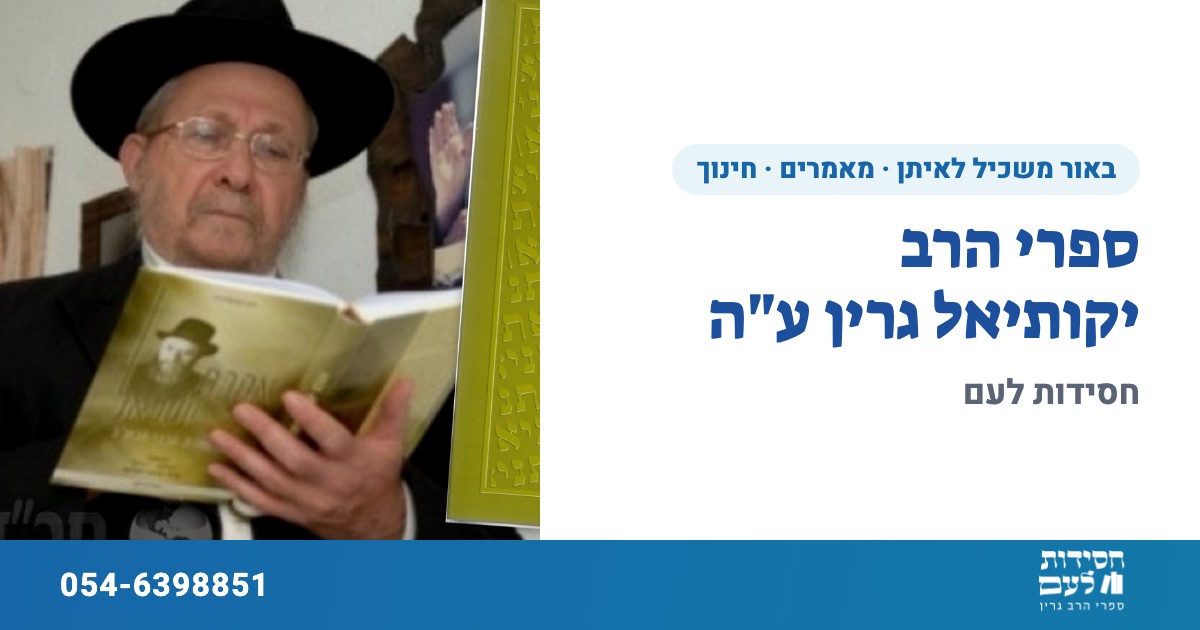 באור משכיל לאיתן · מאמרים · חינוך
ספרי הרב
יקותיאל גרין ע"ה
חסידות לעם
054-6398851
חסידות
לעם
ספרי הרב גרין